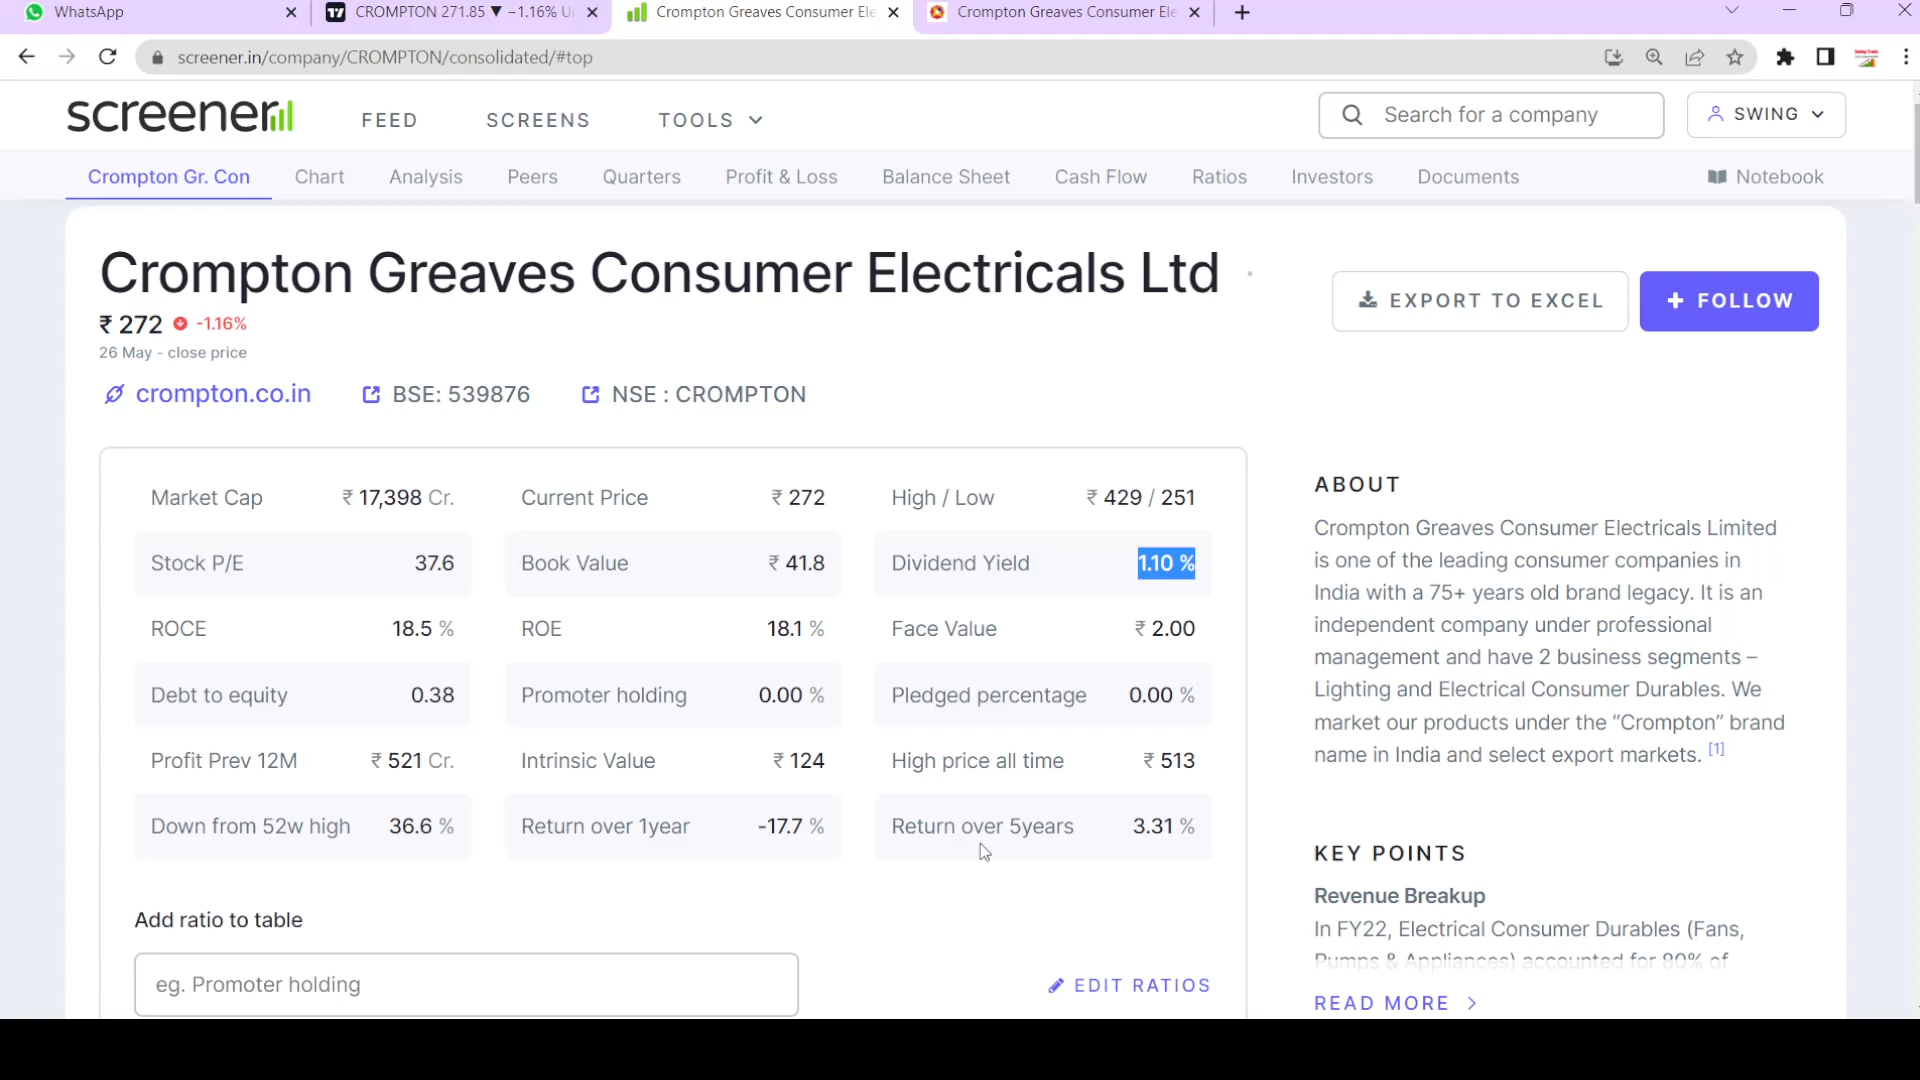 WhatsApp
CROMPTON 271.85 ▼ −1.16% U
Crompton Greaves Consumer Ele
Crompton Greaves Consumer Ele
screener.in/company/CROMPTON/consolidated/#top
screener
FEED
SCREENS
TOOLS
Search for a company
SWING
Crompton Gr. Con
Chart
Analysis
Peers
Quarters
Profit & Loss
Balance Sheet
Cash Flow
Ratios
Investors
Documents
Notebook
Crompton Greaves Consumer Electricals Ltd
EXPORT TO EXCEL
+ FOLLOW
₹ 272 -1.16%
26 May - close price
crompton.co.in
BSE: 539876
NSE : CROMPTON
Market Cap ₹ 17,398 Cr.
Current Price ₹ 272
High / Low ₹ 429 / 251
Stock P/E 37.6
Book Value ₹ 41.8
Dividend Yield 1.10 %
ROCE 18.5 %
ROE 18.1 %
Face Value ₹ 2.00
Debt to equity 0.38
Promoter holding 0.00 %
Pledged percentage 0.00 %
Profit Prev 12M ₹ 521 Cr.
Intrinsic Value ₹ 124
High price all time ₹ 513
Down from 52w high 36.6 %
Return over 1year -17.7 %
Return over 5years 3.31 %
Add ratio to table
eg. Promoter holding
EDIT RATIOS
ABOUT
Crompton Greaves Consumer Electricals Limited
is one of the leading consumer companies in
India with a 75+ years old brand legacy. It is an
independent company under professional
management and have 2 business segments –
Lighting and Electrical Consumer Durables. We
market our products under the “Crompton” brand
name in India and select export markets. [1]
KEY POINTS
Revenue Breakup
In FY22, Electrical Consumer Durables (Fans,
Pumps & Appliances) accounted for 80% of
READ MORE